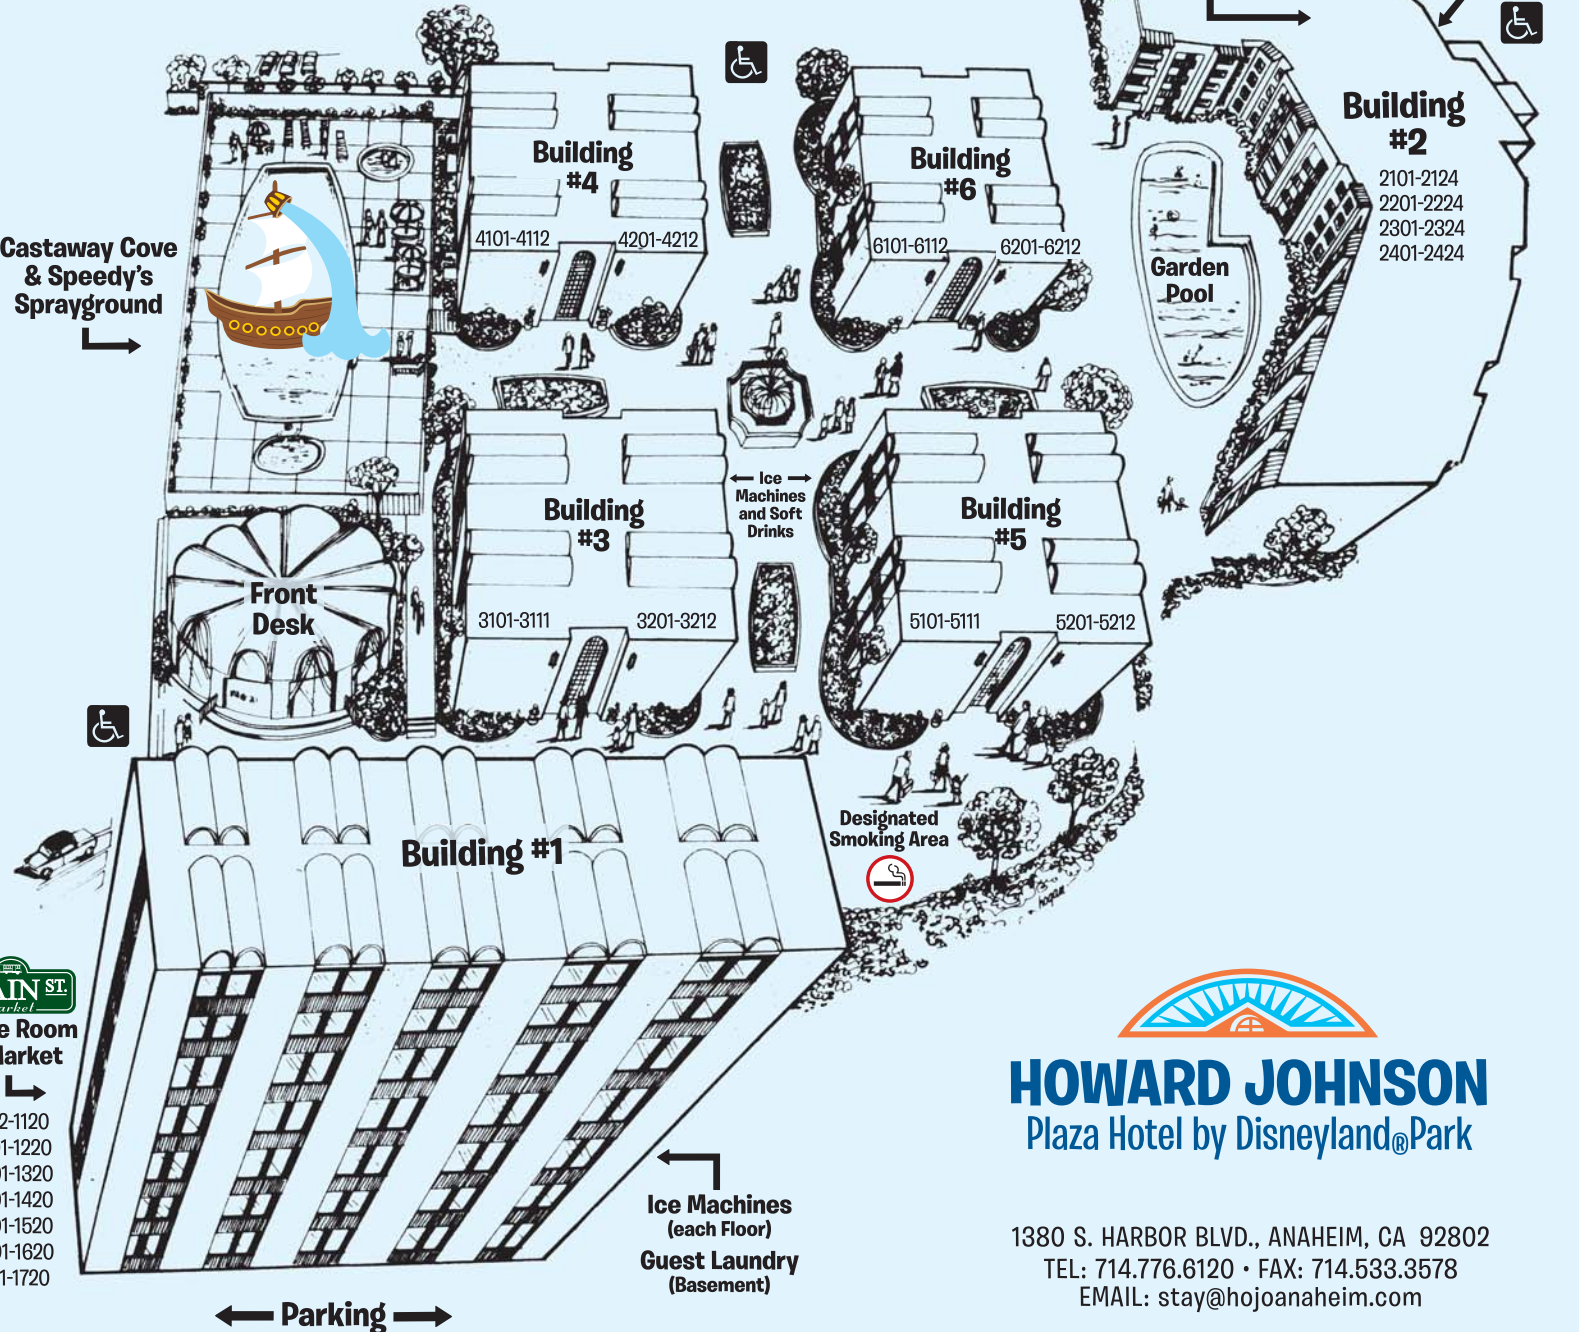 Building
#2
2101-2124
2201-2224
2301-2324
2401-2424
Building
#4
4101-4112
4201-4212
Building
#6
6101-6112
6201-6212
Castaway Cove
& Speedy's
Sprayground
Garden
Pool
Ice
Machines
and Soft
Drinks
Building
#3
3101-3111
3201-3212
Building
#5
5101-5111
5201-5212
Front
Desk
Building #1
Designated
Smoking Area
hogan
AIN ST.
arket
e Room
arket
2-1120
1-1220
1-1320
1-1420
1-1520
1-1620
1-1720
Ice Machines
(each Floor)
Guest Laundry
(Basement)
Parking
HOWARD JOHNSON
Plaza Hotel by Disneyland®Park
1380 S. HARBOR BLVD., ANAHEIM, CA 92802
TEL: 714.776.6120 • FAX: 714.533.3578
EMAIL: stay@hojoanaheim.com